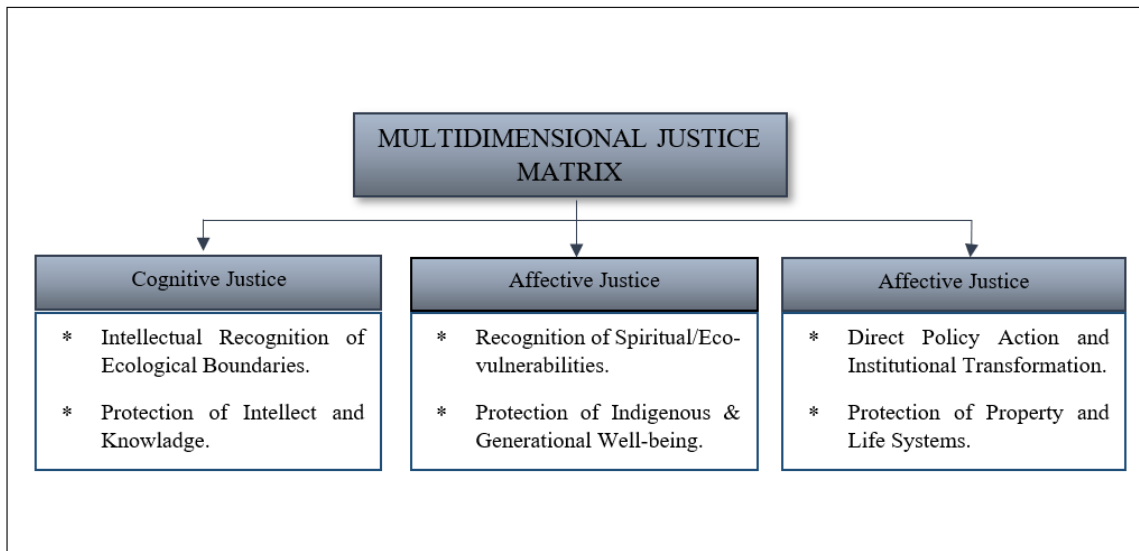 MULTIDIMENSIONAL JUSTICE
MATRIX
Cognitive Justice
* Intellectual Recognition of
Ecological Boundaries.
* Protection of Intellect and
Knowladge.
Affective Justice
* Recognition of Spiritual/Eco-
vulnerabilities.
* Protection of Indigenous &
Generational Well-being.
Affective Justice
* Direct Policy Action and
Institutional Transformation.
* Protection of Property and
Life Systems.